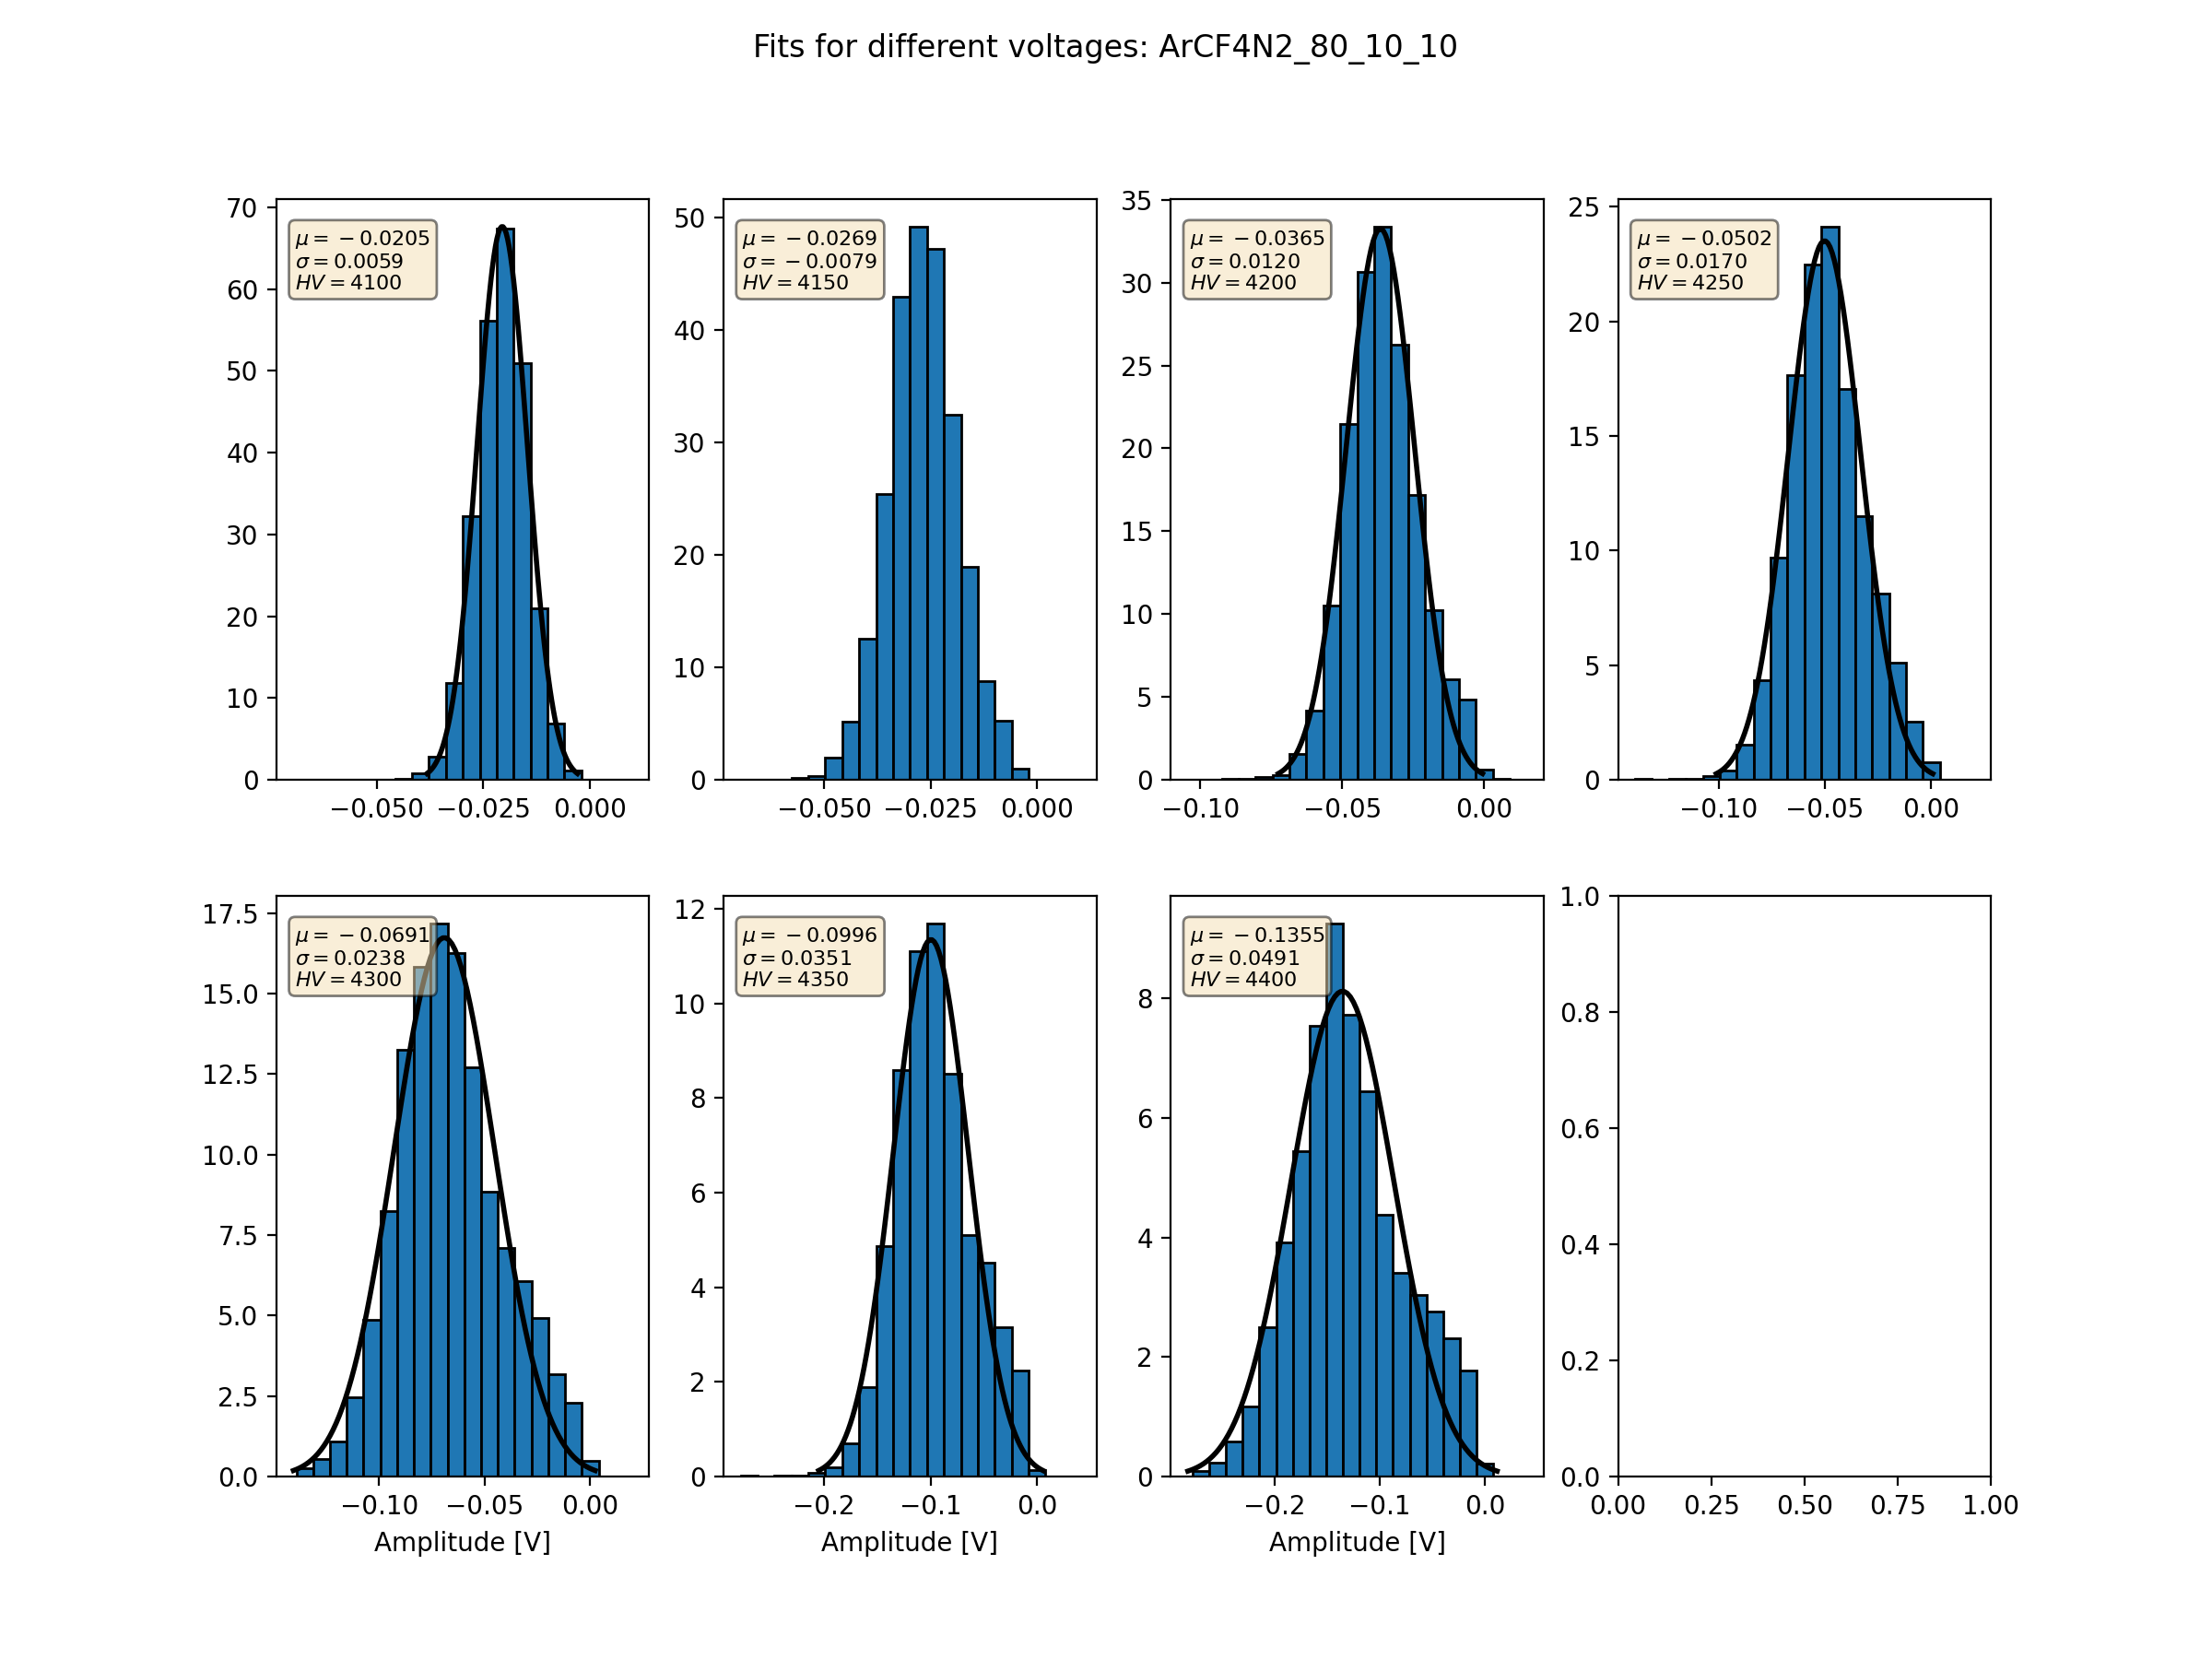 Fits for different voltages: ArCF4N2_80_10_10
70
60
50
40
30
20
10
0
μ = −0.0205
σ = 0.0059
HV = 4100
−0.050 −0.025 0.000
50
40
30
20
10
0
μ = −0.0269
σ = −0.0079
HV = 4150
−0.050 −0.025 0.000
35
30
25
20
15
10
5
0
μ = −0.0365
σ = 0.0120
HV = 4200
−0.10 −0.05 0.00
25
20
15
10
5
0
μ = −0.0502
σ = 0.0170
HV = 4250
−0.10 −0.05 0.00
17.5
15.0
12.5
10.0
7.5
5.0
2.5
0.0
μ = −0.0691
σ = 0.0238
HV = 4300
−0.10 −0.05 0.00
Amplitude [V]
12
10
8
6
4
2
0
μ = −0.0996
σ = 0.0351
HV = 4350
−0.2 −0.1 0.0
Amplitude [V]
8
6
4
2
0
μ = −0.1355
σ = 0.0491
HV = 4400
−0.2 −0.1 0.0
Amplitude [V]
1.0
0.8
0.6
0.4
0.2
0.0
0.00 0.25 0.50 0.75 1.00